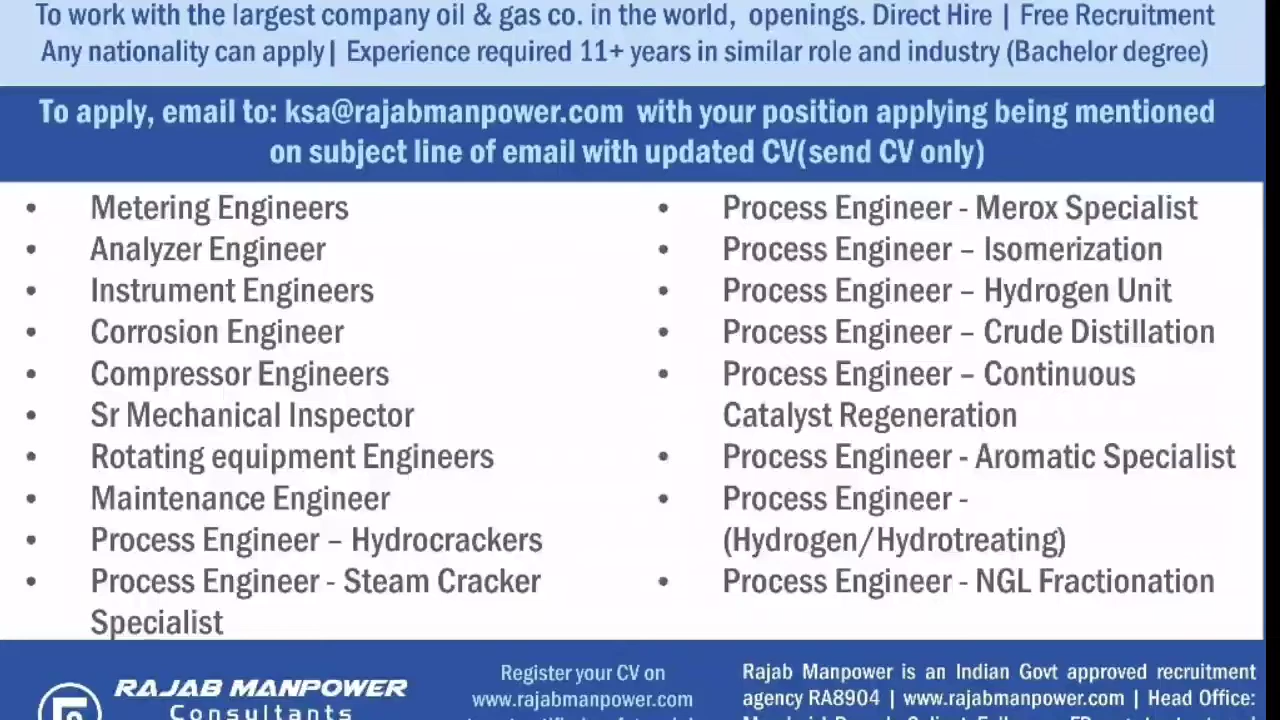 To work with the largest company oil & gas co. in the world, openings. Direct Hire | Free Recruitment
Any nationality can apply| Experience required 11+ years in similar role and industry (Bachelor degree)
To apply, email to: ksa@rajabmanpower.com with your position applying being mentioned
on subject line of email with updated CV(send CV only)
• Metering Engineers
• Analyzer Engineer
• Instrument Engineers
• Corrosion Engineer
• Compressor Engineers
• Sr Mechanical Inspector
• Rotating equipment Engineers
• Maintenance Engineer
• Process Engineer – Hydrocrackers
• Process Engineer - Steam Cracker
Specialist
• Process Engineer - Merox Specialist
• Process Engineer – Isomerization
• Process Engineer – Hydrogen Unit
• Process Engineer – Crude Distillation
• Process Engineer – Continuous
Catalyst Regeneration
• Process Engineer - Aromatic Specialist
• Process Engineer -
(Hydrogen/Hydrotreating)
• Process Engineer - NGL Fractionation
RAJAB MANPOWER
Consultants
Register your CV on
www.rajabmanpower.com
Rajab Manpower is an Indian Govt approved recruitment
agency RA8904 | www.rajabmanpower.com | Head Office: